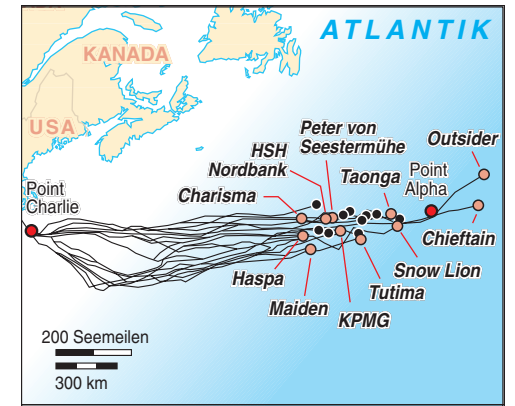 ATLANTIK
KANADA
USA
Peter von
Seestermühe
Outsider
HSH
Nordbank
Taonga
Point
Alpha
Charisma
Point
Charlie
Chieftain
Haspa
Snow Lion
Maiden
Tutima
KPMG
200 Seemeilen
300 km